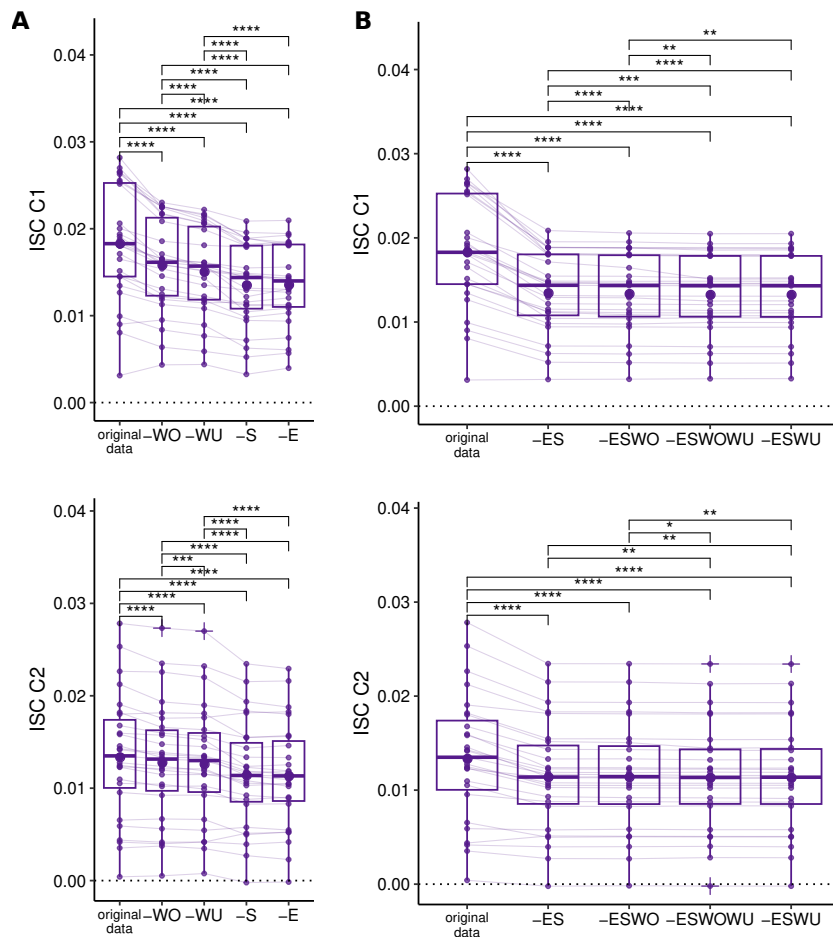 A
ISC C1
0.04
0.03
0.02
0.01
0.00
****
****
****
****
****
****
****
****
****
****
original data
−WO
−WU
−S
−E
B
ISC C1
0.04
0.03
0.02
0.01
0.00
**
**
****
***
****
****
****
****
****
original data
−ES
−ESWO
−ESWOWU
−ESWU
ISC C2
0.04
0.03
0.02
0.01
0.00
****
****
****
****
****
***
****
****
****
****
original data
−WO
−WU
−S
−E
ISC C2
0.04
0.03
0.02
0.01
0.00
**
*
**
**
****
****
****
****
original data
−ES
−ESWO
−ESWOWU
−ESWU